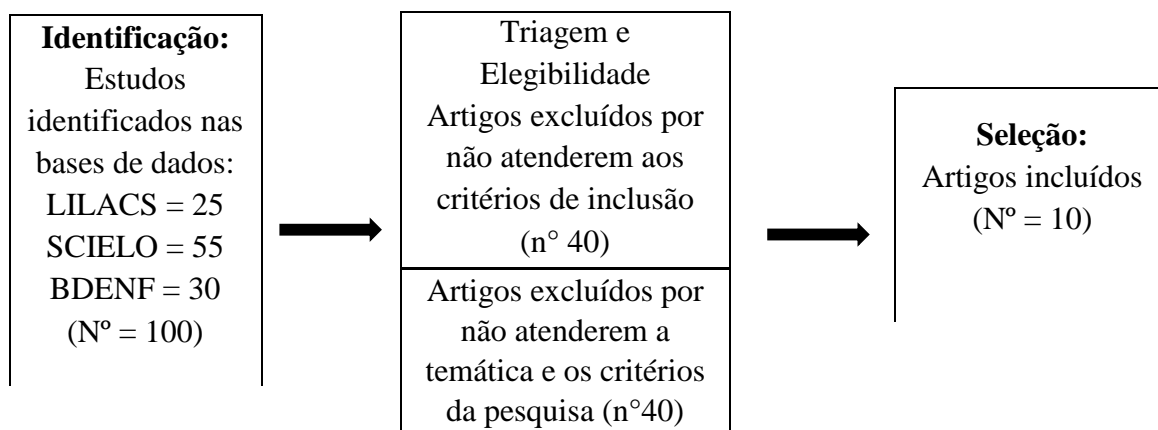 Identificação:
Estudos
identificados nas
bases de dados:
LILACS = 25
SCIELO = 55
BDENF = 30
(Nº = 100)
Triagem e
Elegibilidade
Artigos excluídos por
não atenderem aos
critérios de inclusão
(n° 40)
Artigos excluídos por
não atenderem a
temática e os critérios
da pesquisa (n°40)
Seleção:
Artigos incluídos
(Nº = 10)